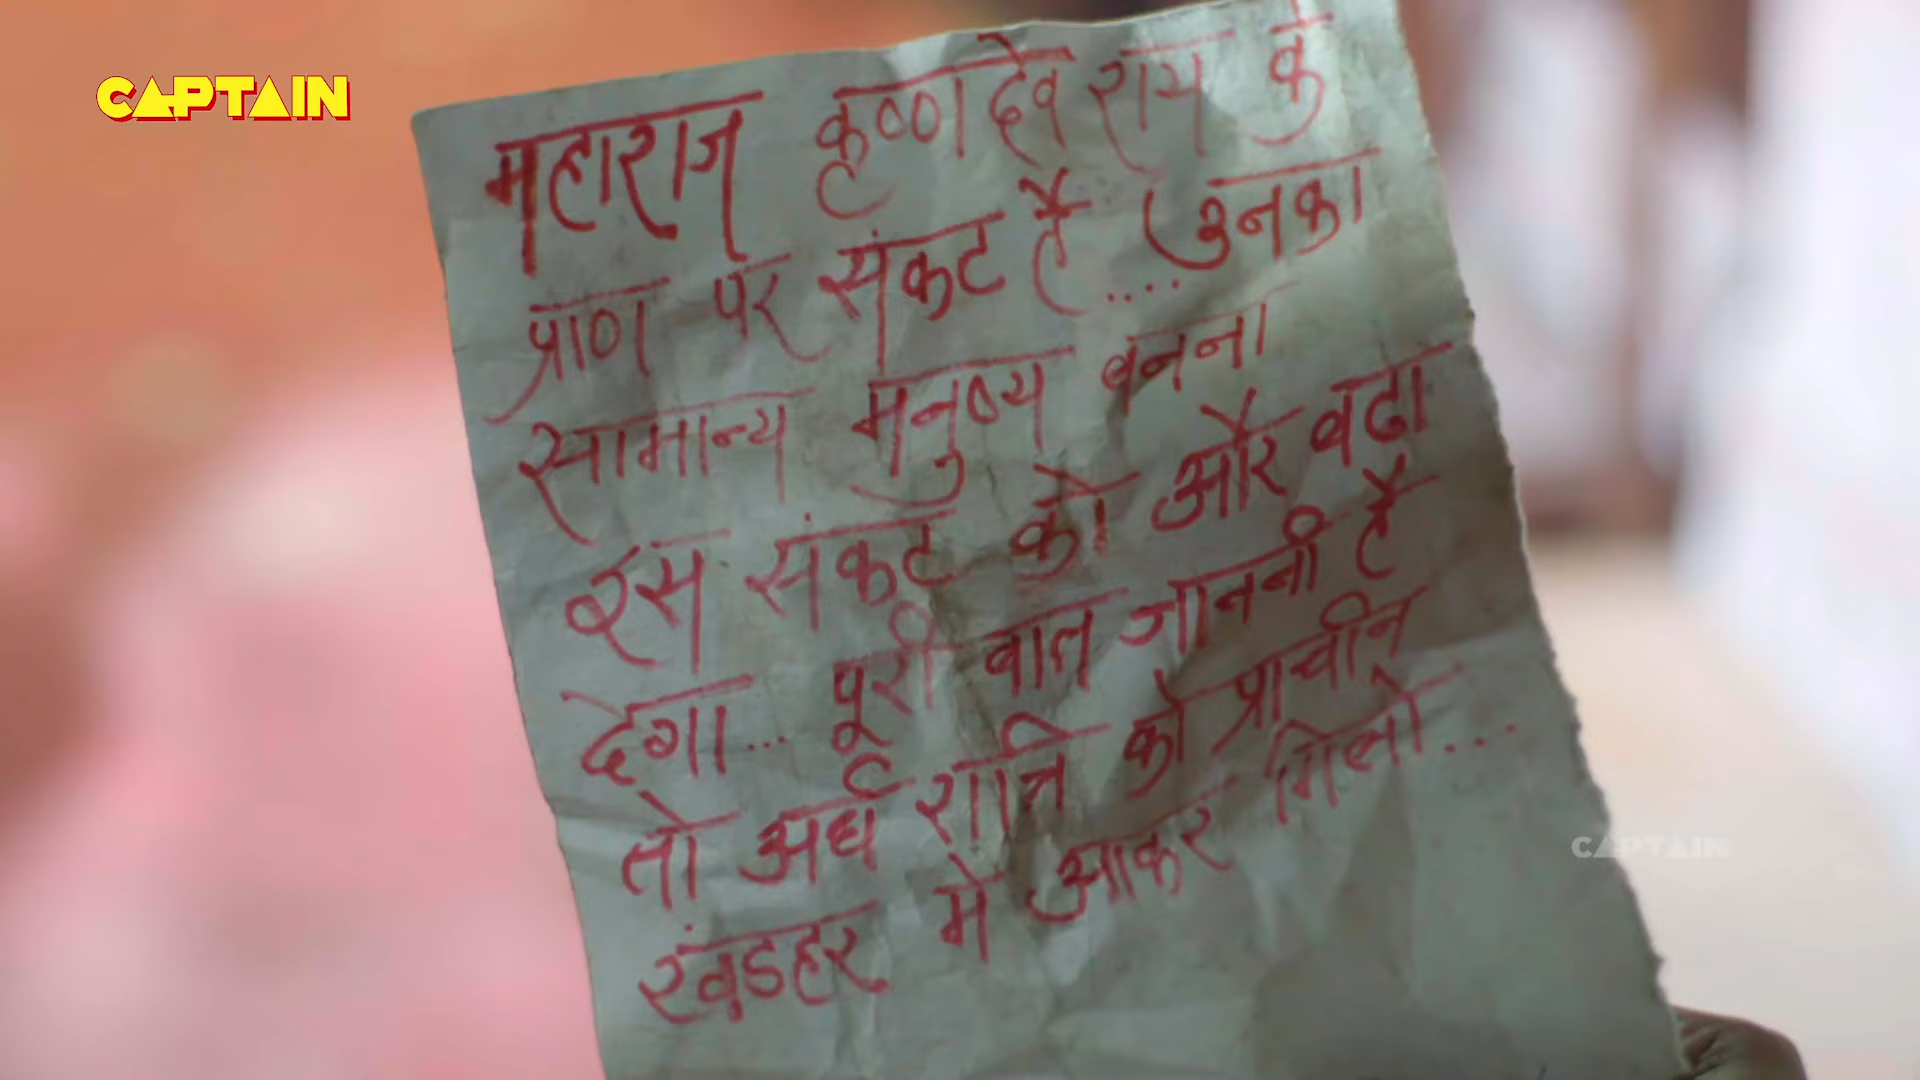 CAPTAIN
महाराज कृष्णदेव राय के
प्राण पर संकट है .... उनका
सामान्य मनुष्य बनना
इस संकट को और बढा
देगा ... पूरी बात जाननी है
तो अर्ध रात्रि को प्राचीन
खंडहर मे आकर मिलो ...
CAPTAIN